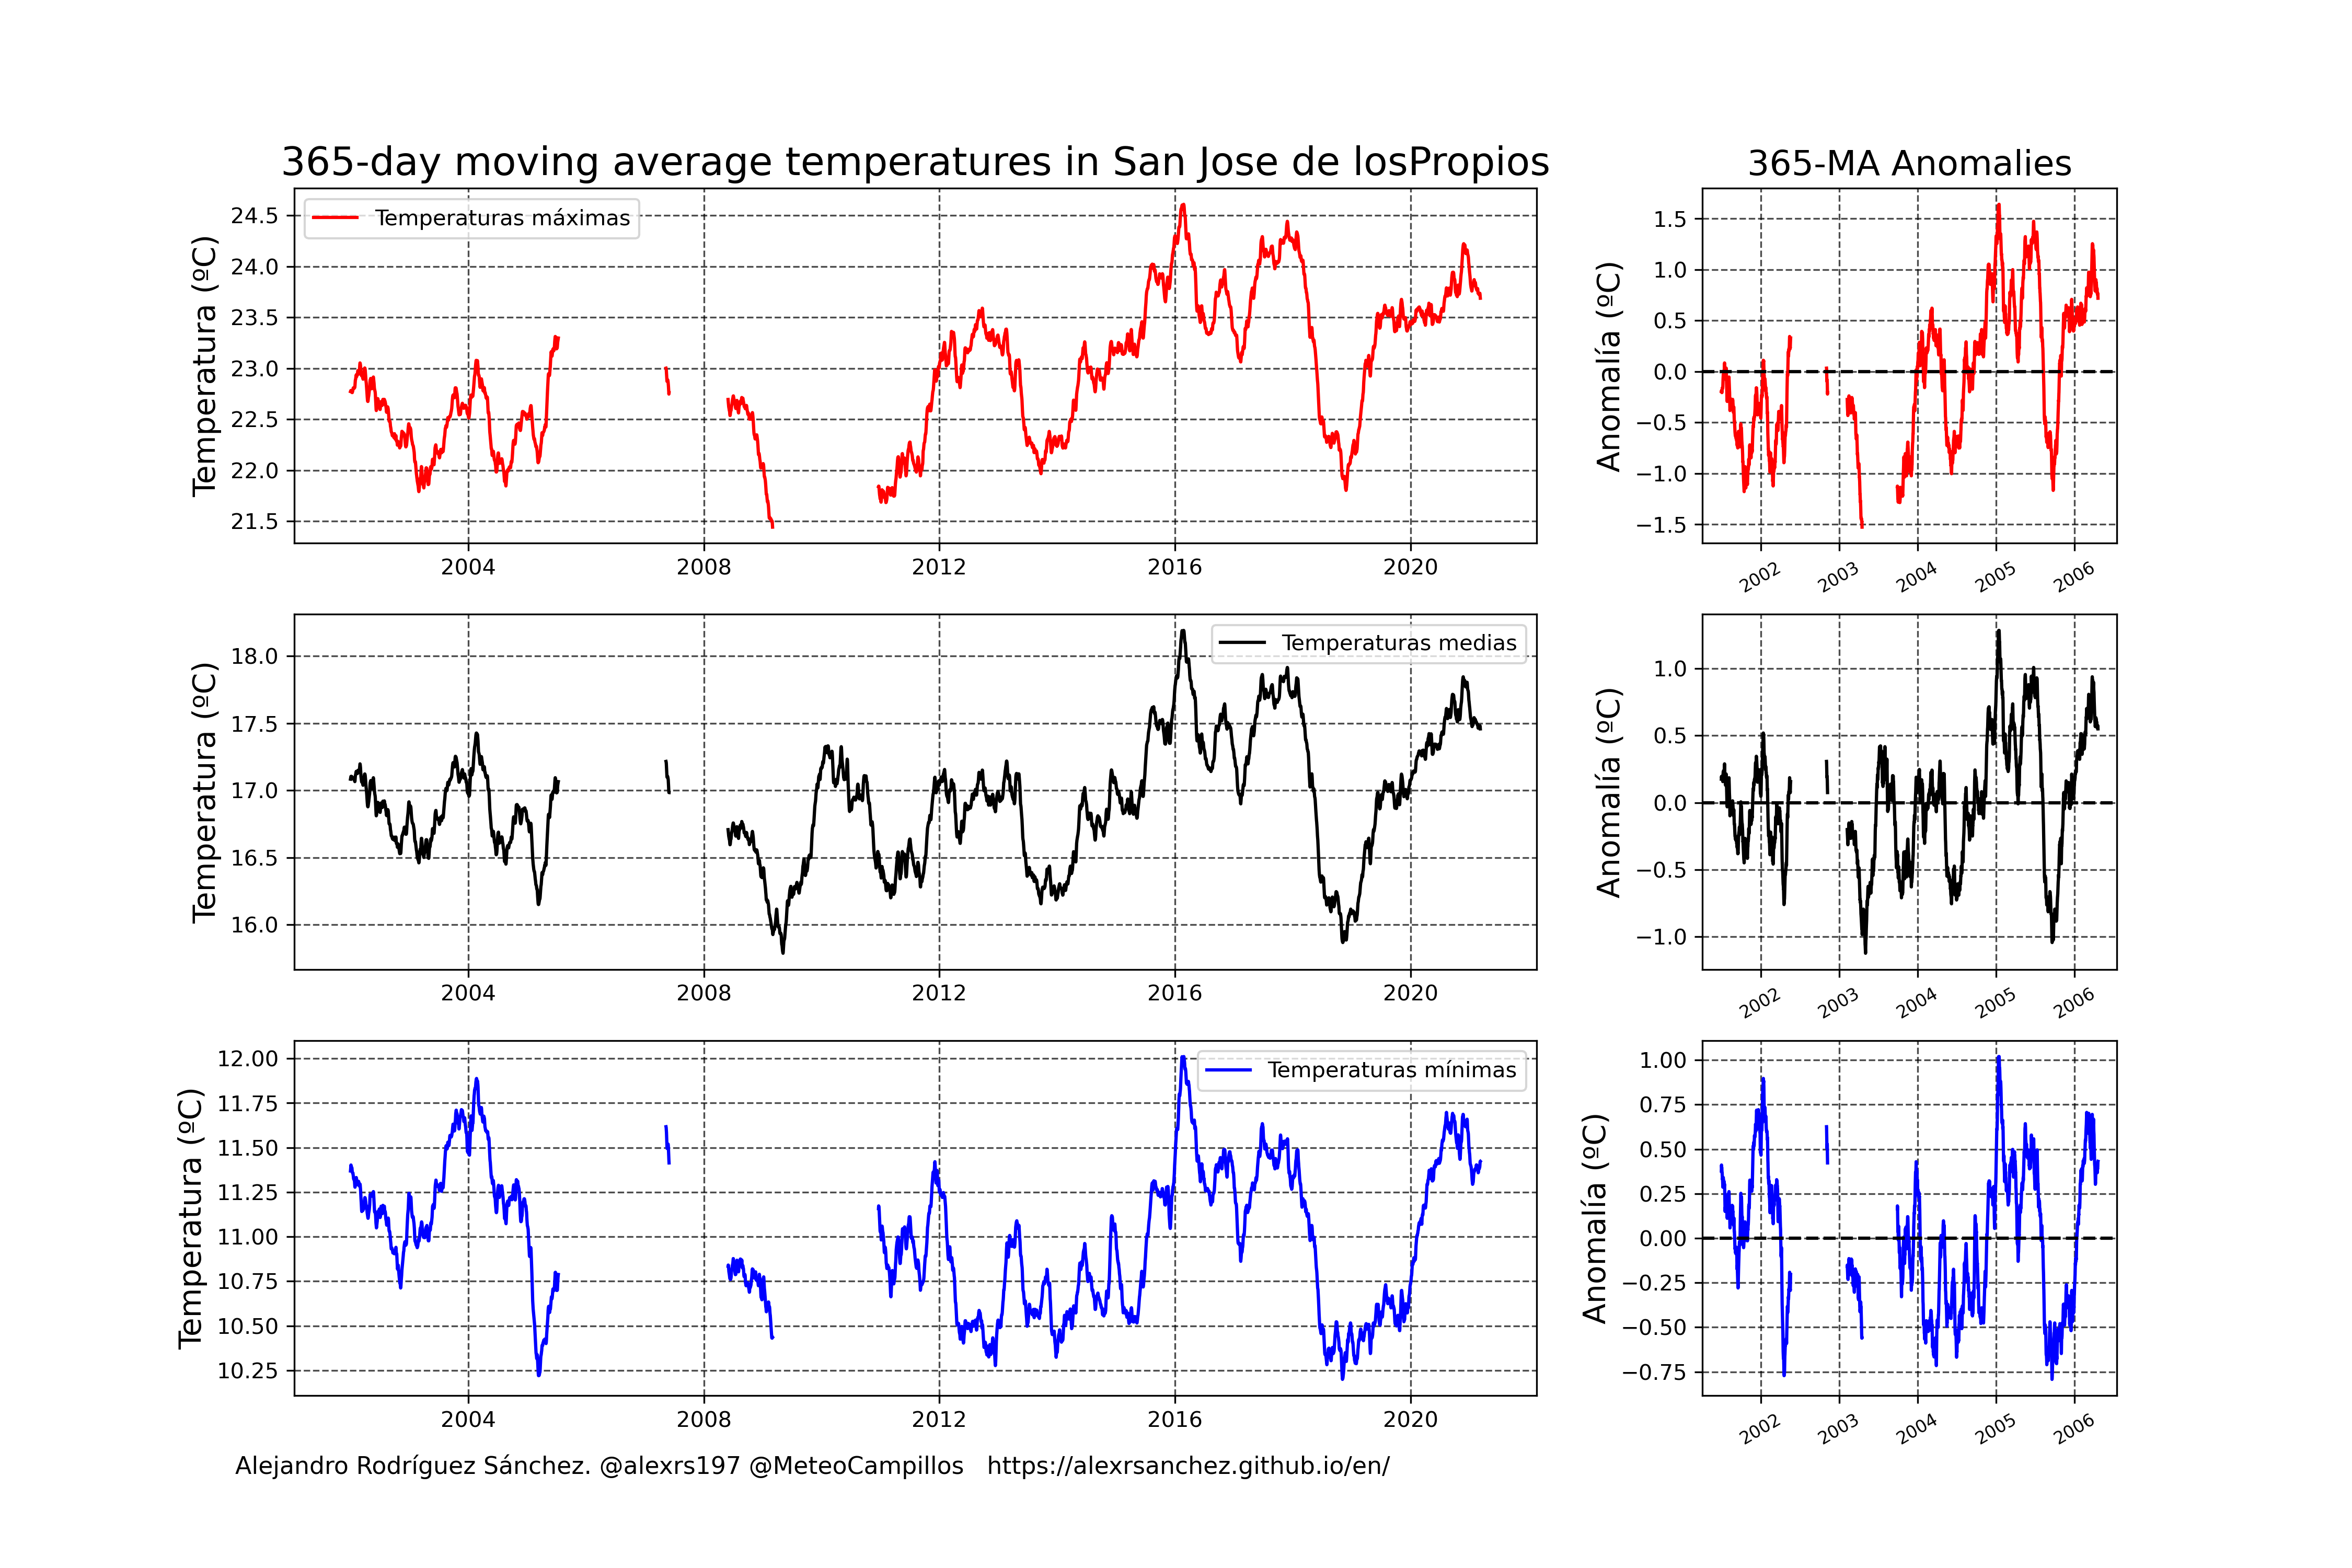 365-day moving average temperatures in San Jose de losPropios
365-MA Anomalies
Temperatura (ºC)
24.5
24.0
23.5
23.0
22.5
22.0
21.5
Temperaturas máximas
2004 2008 2012 2016 2020
Anomalía (ºC)
1.5
1.0
0.5
0.0
−0.5
−1.0
−1.5
2002 2003 2004 2005 2006
Temperatura (ºC)
18.0
17.5
17.0
16.5
16.0
Temperaturas medias
2004 2008 2012 2016 2020
Anomalía (ºC)
1.0
0.5
0.0
−0.5
−1.0
2002 2003 2004 2005 2006
Temperatura (ºC)
12.00
11.75
11.50
11.25
11.00
10.75
10.50
10.25
Temperaturas mínimas
2004 2008 2012 2016 2020
Anomalía (ºC)
1.00
0.75
0.50
0.25
0.00
−0.25
−0.50
−0.75
2002 2003 2004 2005 2006
Alejandro Rodríguez Sánchez. @alexrs197 @MeteoCampillos https://alexrsanchez.github.io/en/